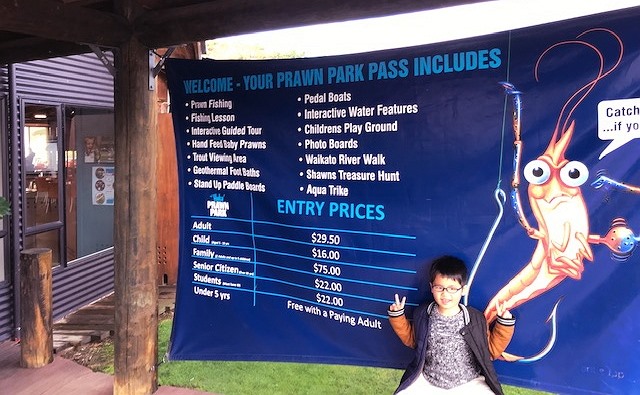 WELCOME - YOUR PRAWN PARK PASS INCLUDES
• Prawn Fishing
• Fishing Lesson
• Interactive Guided Tour
• Hand Feed Baby Prawns
• Trout Viewing Area
• Geothermal Foot Baths
• Stand Up Paddle Boards
• Pedal Boats
• Interactive Water Features
• Childrens Play Ground
• Photo Boards
• Waikato River Walk
• Shawns Treasure Hunt
• Aqua Trike
PRAWN
PARK
ENTRY PRICES
Adult $29.50
Child $16.00
Family $75.00
Senior Citizen $22.00
Students $22.00
Under 5 yrs Free with a Paying Adult
Catch
...if yo